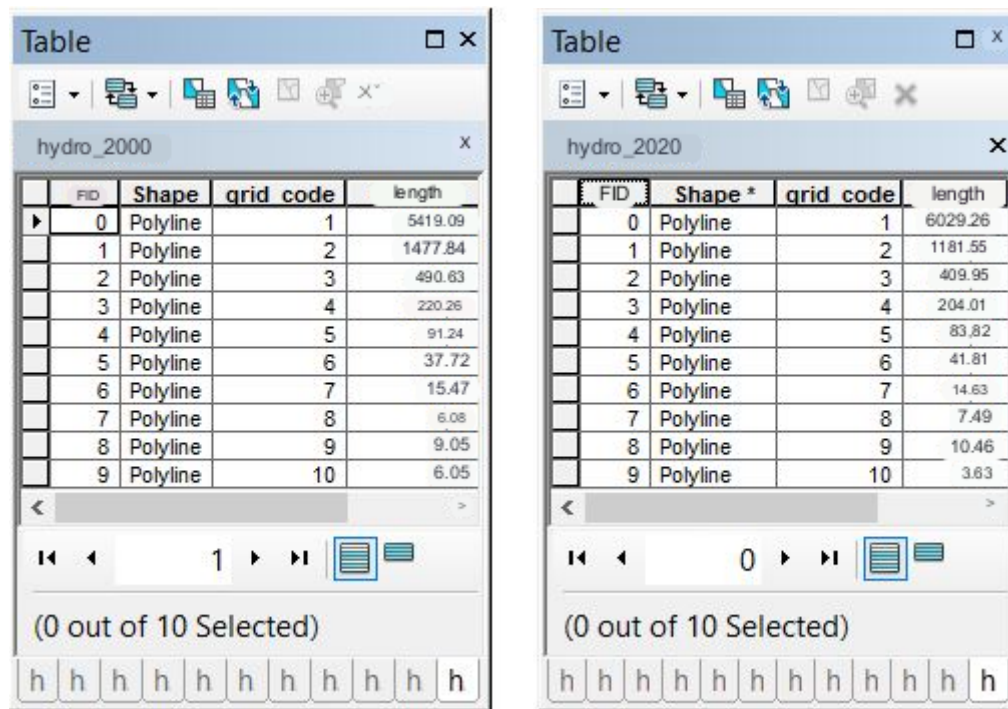 Table
hydro_2000
FID Shape grid_code length
0 Polyline 1 5419.09
1 Polyline 2 1477.84
2 Polyline 3 490.63
3 Polyline 4 220.26
4 Polyline 5 91.24
5 Polyline 6 37.72
6 Polyline 7 15.47
7 Polyline 8 6.08
8 Polyline 9 9.05
9 Polyline 10 6.05
1
(0 out of 10 Selected)
h h h h h h h h h h h
Table
hydro_2020
FID Shape * grid_code length
0 Polyline 1 6029.26
1 Polyline 2 1181.55
2 Polyline 3 409.95
3 Polyline 4 204.01
4 Polyline 5 83,82
5 Polyline 6 41.81
6 Polyline 7 14.63
7 Polyline 8 7.49
8 Polyline 9 10.46
9 Polyline 10 3.63
0
(0 out of 10 Selected)
h h h h h h h h h h h h